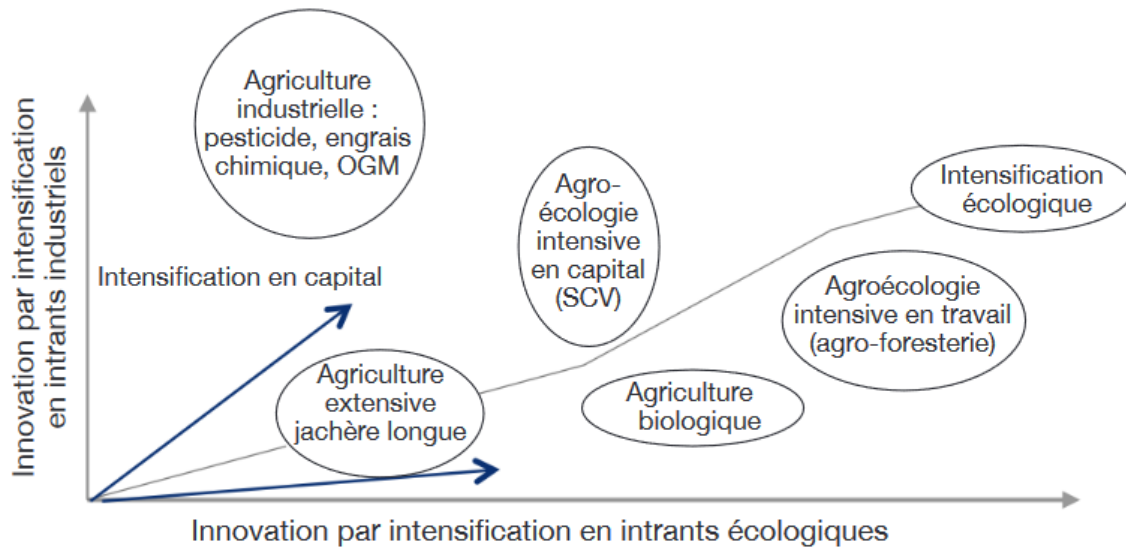 Innovation par intensification
en intrants industriels
Agriculture
industrielle :
pesticide, engrais
chimique, OGM
Agro-
écologie
intensive
en capital
(SCV)
Intensification
écologique
Intensification en capital
Agroécologie
intensive en travail
(agro-foresterie)
Agriculture
extensive
jachère longue
Agriculture
biologique
Innovation par intensification en intrants écologiques